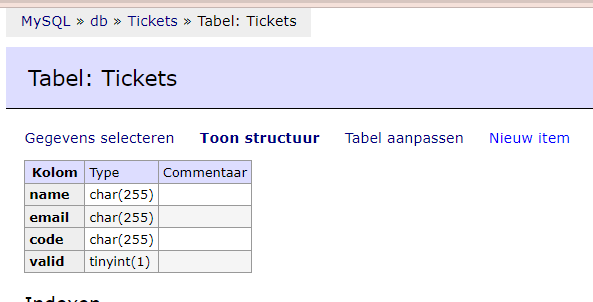 MySQL » db » Tickets » Tabel: Tickets
Tabel: Tickets
Gegevens selecteren Toon structuur Tabel aanpassen Nieuw item
Kolom Type Commentaar
name char(255)
email char(255)
code char(255)
valid tinyint(1)
Indexen